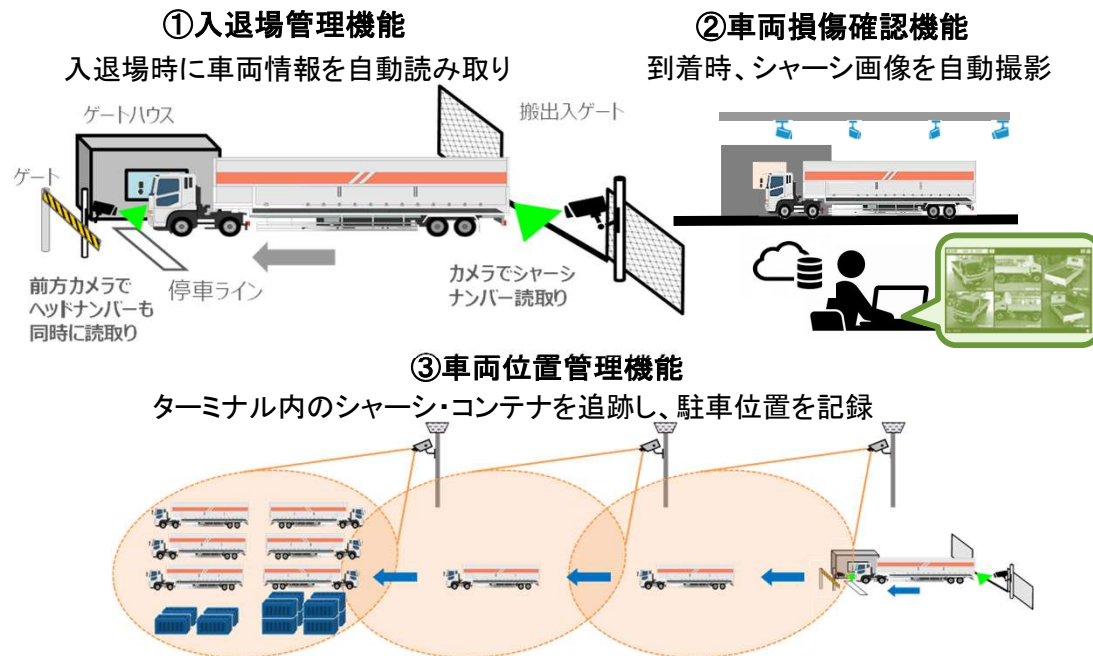 ①入退場管理機能
入退場時に車両情報を自動読み取り
ゲートハウス
搬出入ゲート
ゲート
前方カメラで
ヘッドナンバーも
同時に読取り
停車ライン
カメラでシャーシ
ナンバー読取り
②車両損傷確認機能
到着時、シャーシ画像を自動撮影
③車両位置管理機能
ターミナル内のシャーシ・コンテナを追跡し、駐車位置を記録